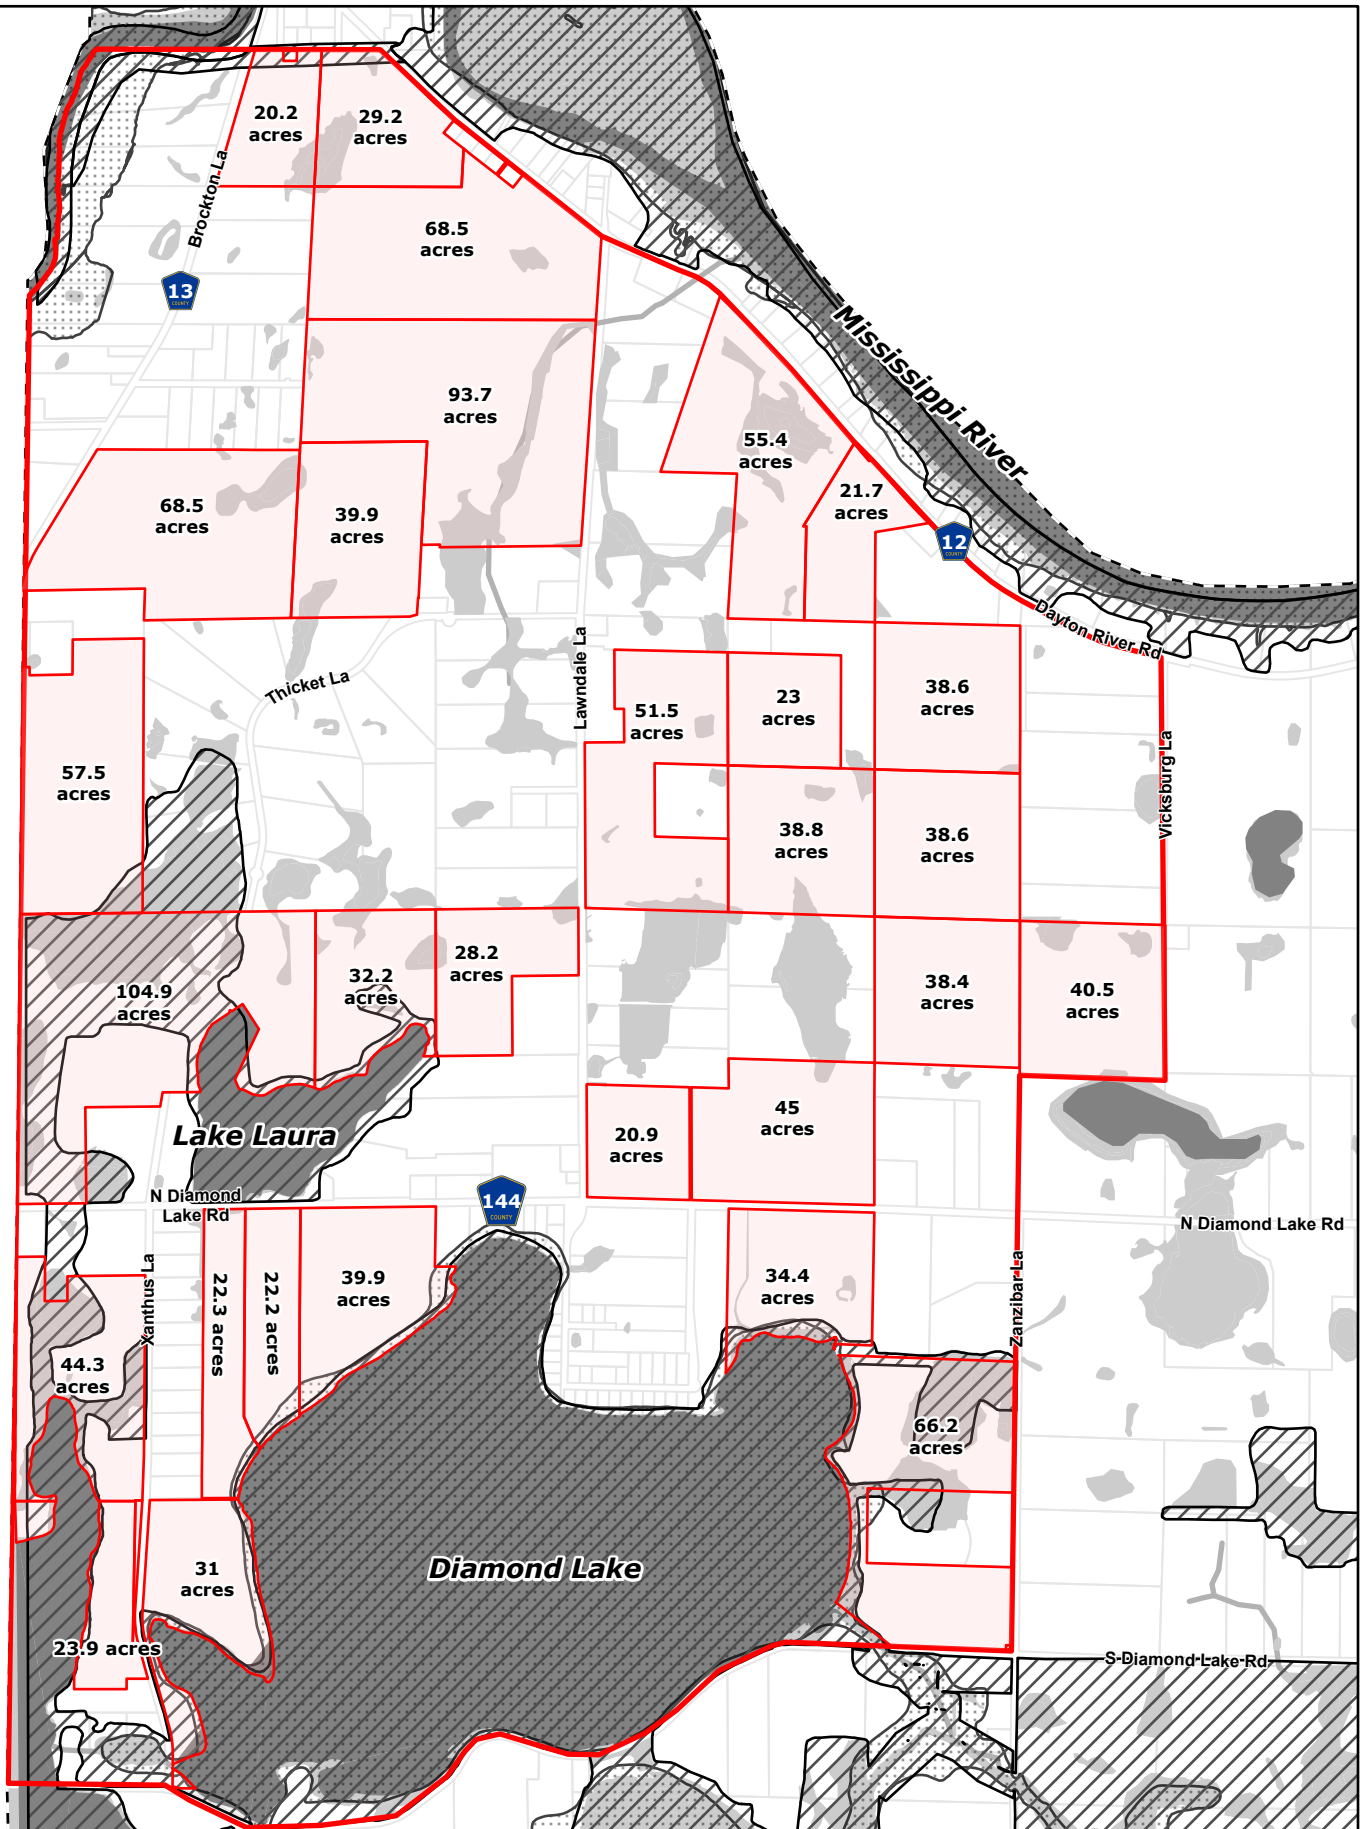 20.2
acres
29.2
acres
Brockton La
68.5
acres
13
COUNTY
Mississippi River
93.7
acres
55.4
acres
21.7
acres
68.5
acres
39.9
acres
12
COUNTY
Dayton River Rd
Thicket La
Lawndale La
51.5
acres
23
acres
38.6
acres
Vicksburg La
57.5
acres
38.8
acres
38.6
acres
104.9
acres
32.2
acres
28.2
acres
38.4
acres
40.5
acres
Lake Laura
20.9
acres
45
acres
N Diamond
Lake Rd
144
COUNTY
N Diamond Lake Rd
Xanthus La
22.3 acres
22.2 acres
39.9
acres
34.4
acres
Zanzibar La
44.3
acres
66.2
acres
31
acres
Diamond Lake
23.9 acres
S Diamond Lake Rd